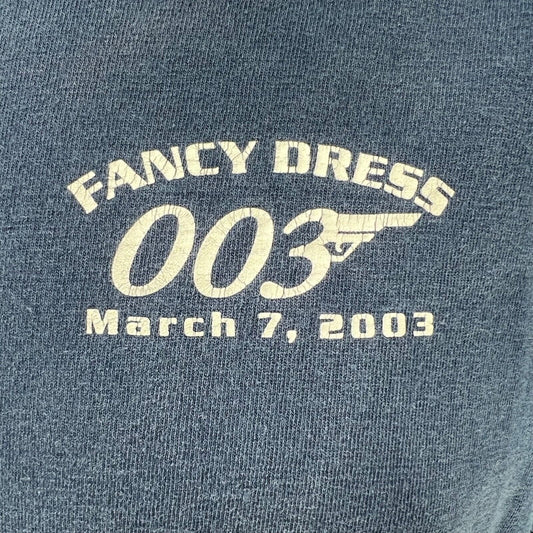 FANCY DRESS
003
March 7, 2003